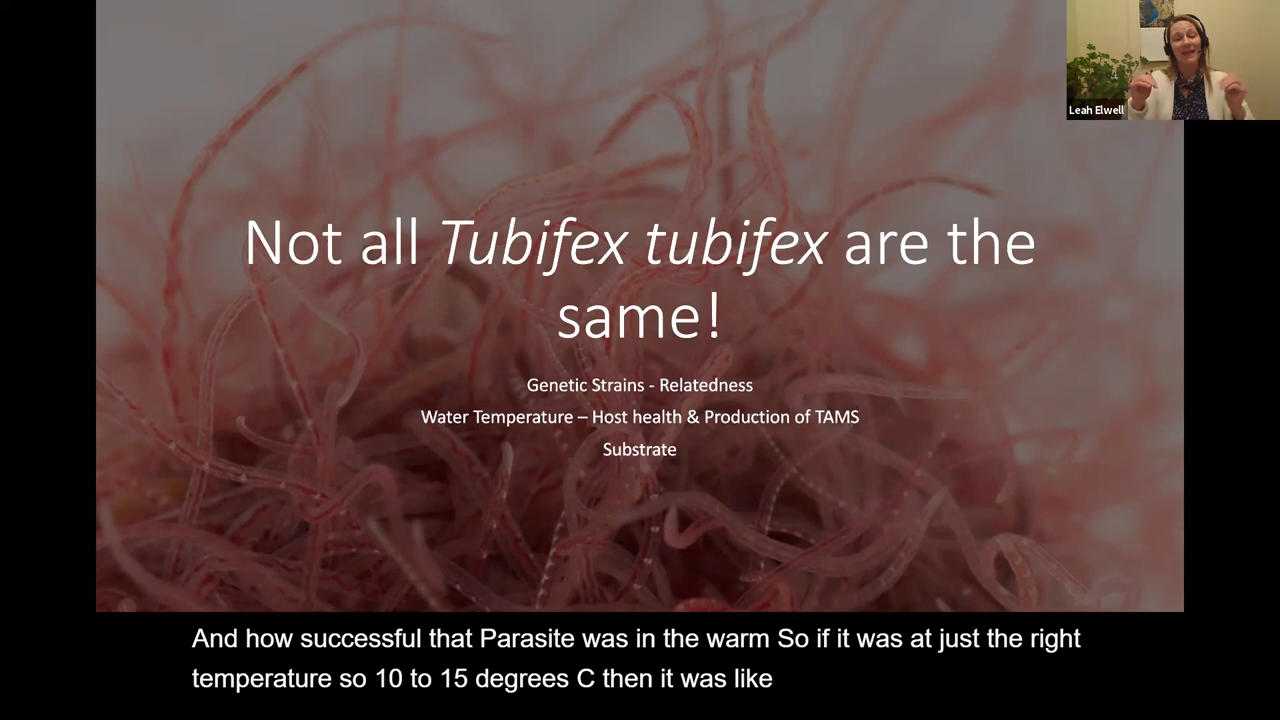 Leah Elwell
Not all Tubifex tubifex are the
same!
Genetic Strains - Relatedness
Water Temperature – Host health & Production of TAMS
Substrate
And how successful that Parasite was in the warm So if it was at just the right
temperature so 10 to 15 degrees C then it was like